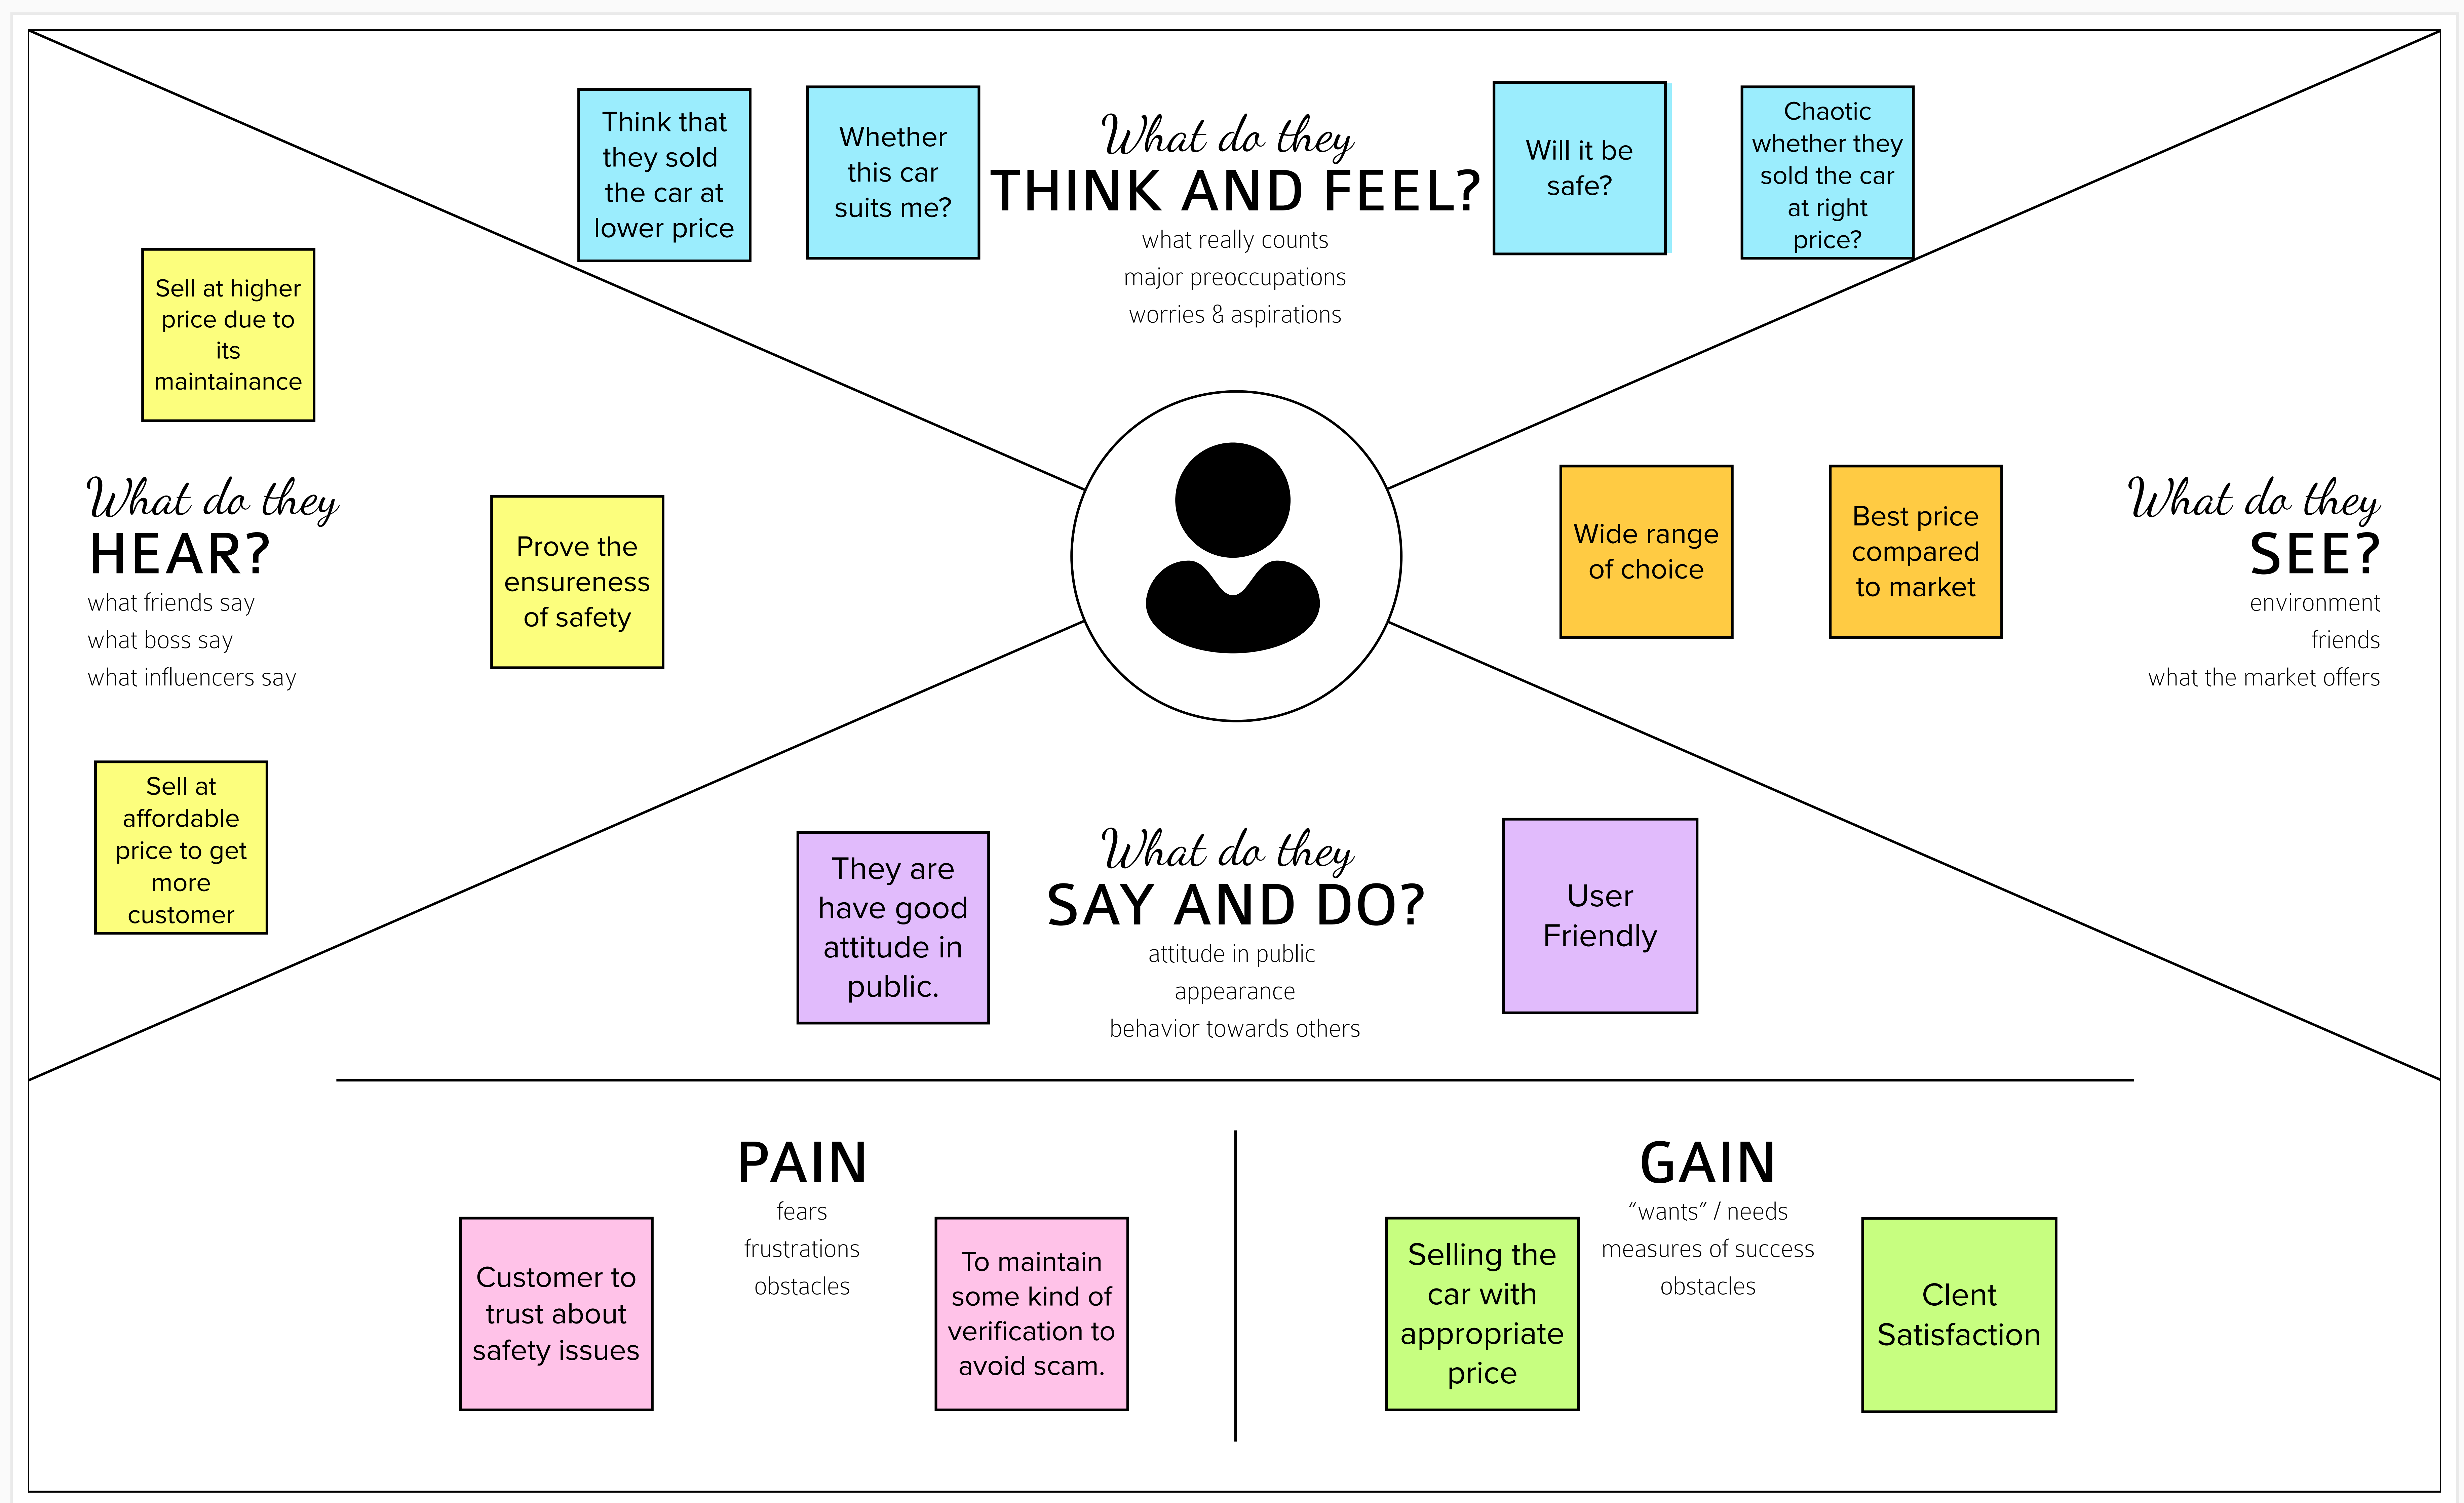 Think that
they sold
the car at
lower price
Whether
this car
suits me?
What do they
THINK AND FEEL?
what really counts
major preoccupations
worries & aspirations
Will it be
safe?
Chaotic
whether they
sold the car
at right
price?
Sell at higher
price due to
its
maintainance
What do they
HEAR?
what friends say
what boss say
what influencers say
Prove the
ensureness
of safety
Sell at
affordable
price to get
more
customer
Wide range
of choice
Best price
compared
to market
What do they
SEE?
environment
friends
what the market offers
They are
have good
attitude in
public.
What do they
SAY AND DO?
attitude in public
appearance
behavior towards others
User
Friendly
PAIN
fears
frustrations
obstacles
Customer to
trust about
safety issues
To maintain
some kind of
verification to
avoid scam.
GAIN
“wants” / needs
measures of success
obstacles
Selling the
car with
appropriate
price
Clent
Satisfaction